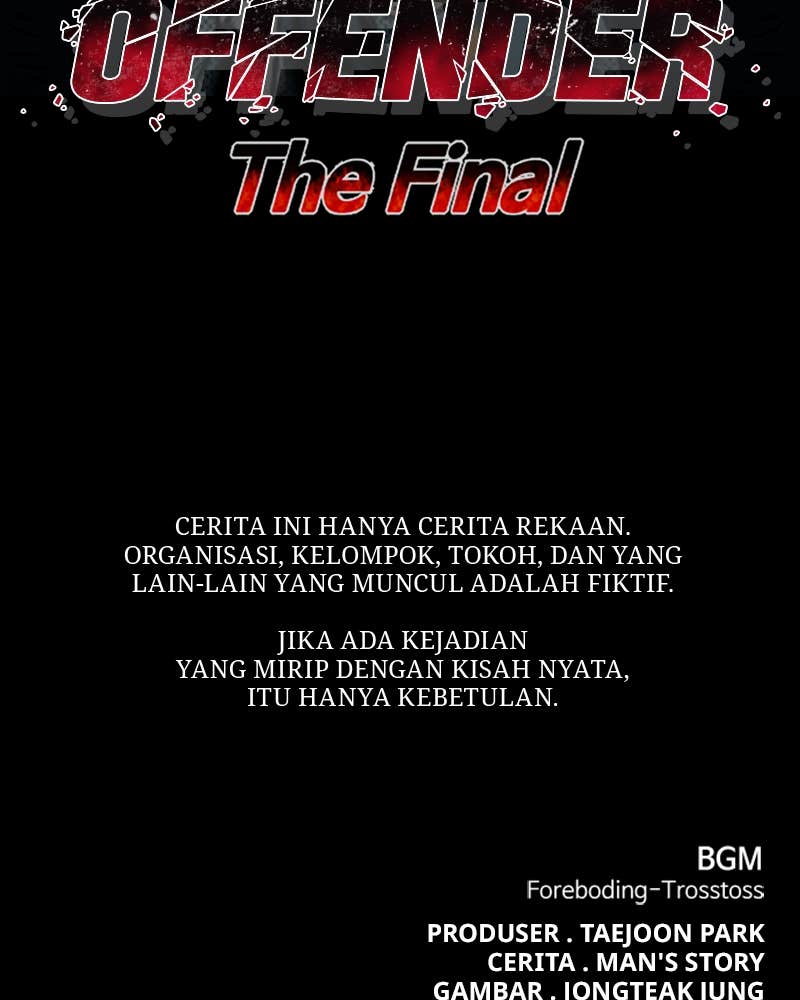 OFFENDER
The Final
CERITA INI HANYA CERITA REKAAN.
ORGANISASI, KELOMPOK, TOKOH, DAN YANG
LAIN-LAIN YANG MUNCUL ADALAH FIKTIF.
JIKA ADA KEJADIAN
YANG MIRIP DENGAN KISAH NYATA,
ITU HANYA KEBETULAN.
BGM
Foreboding-Trosstoss
PRODUSER . TAEJOON PARK
CERITA . MAN'S STORY
GAMBAR . JONGTEAK JUNG